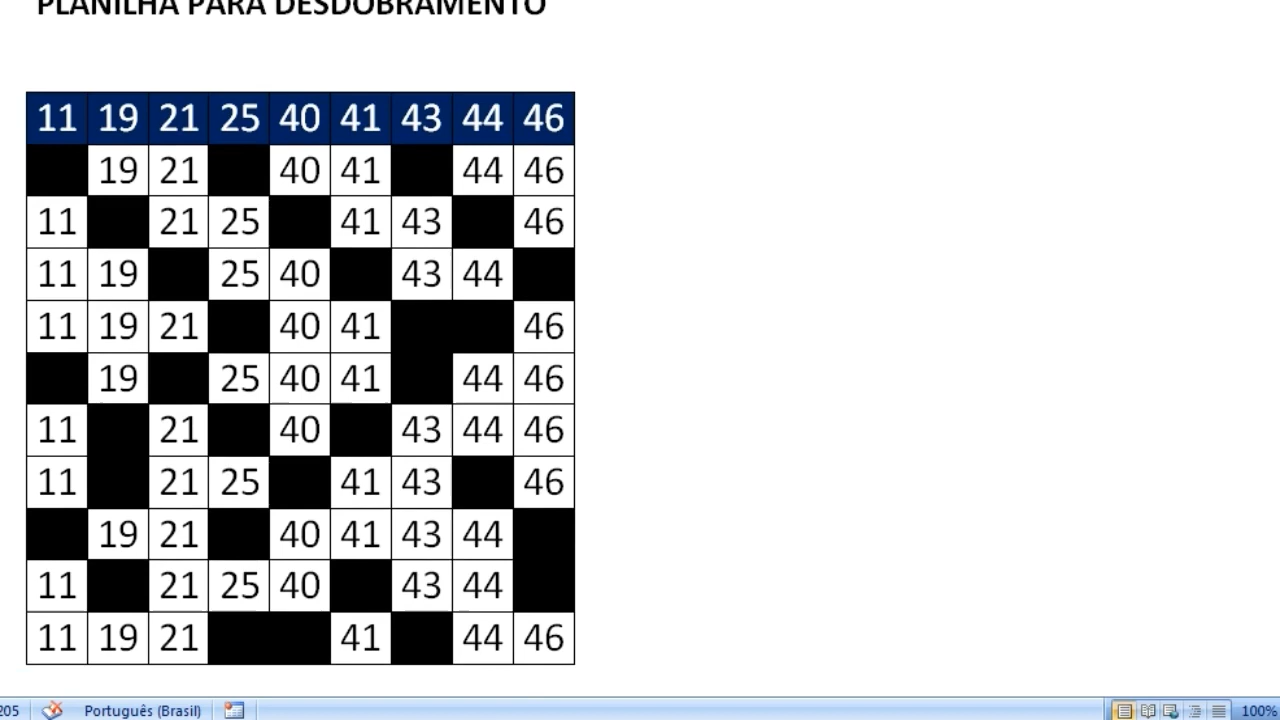 PLANILHA PARA DESDOBRAMENTO
11 19 21 25 40 41 43 44 46
19 21 40 41 44 46
11 21 25 41 43 46
11 19 25 40 43 44
11 19 21 40 41 46
19 25 40 41 44 46
11 21 40 43 44 46
11 21 25 41 43 46
19 21 40 41 43 44
11 21 25 40 43 44
11 19 21 41 44 46
205 Português (Brasil) 100%